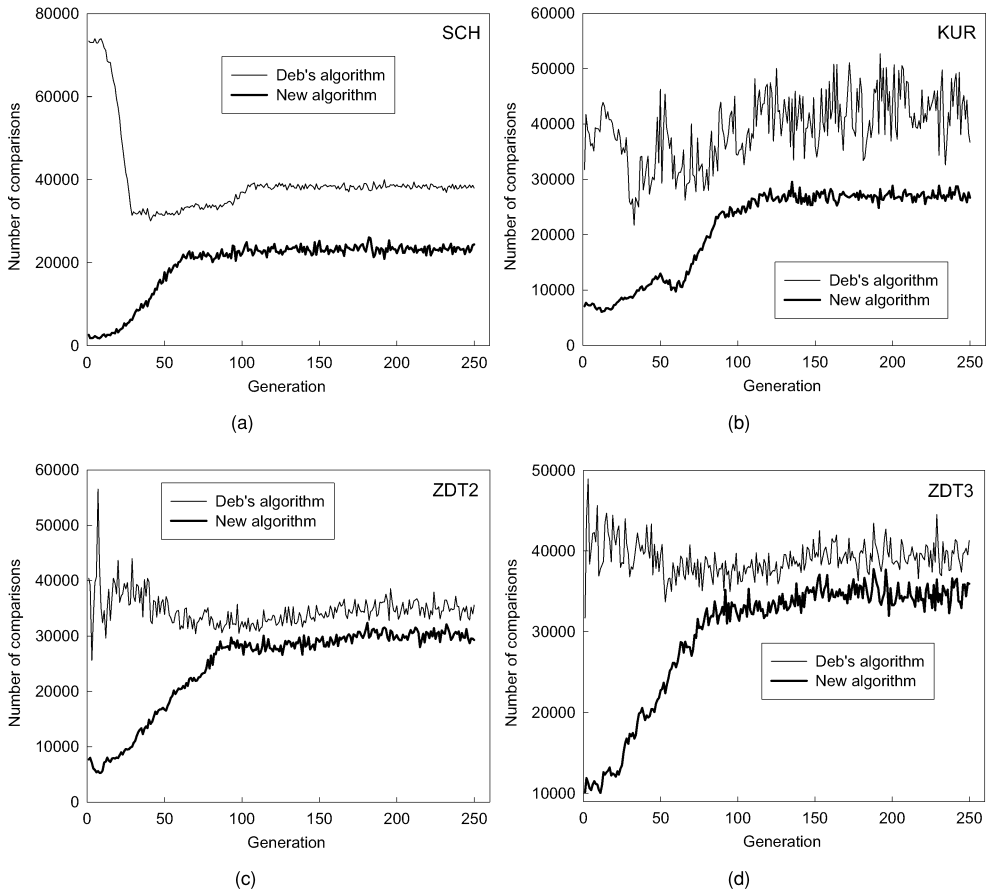 SCH
80000
60000
40000
20000
0
Number of comparisons
Deb's algorithm
New algorithm
0 50 100 150 200 250
Generation
(a)
KUR
60000
50000
40000
30000
20000
10000
0
Number of comparisons
Deb's algorithm
New algorithm
0 50 100 150 200 250
Generation
(b)
ZDT2
60000
50000
40000
30000
20000
10000
0
Number of comparisons
Deb's algorithm
New algorithm
0 50 100 150 200 250
Generation
(c)
ZDT3
50000
40000
30000
20000
10000
Number of comparisons
Deb's algorithm
New algorithm
0 50 100 150 200 250
Generation
(d)